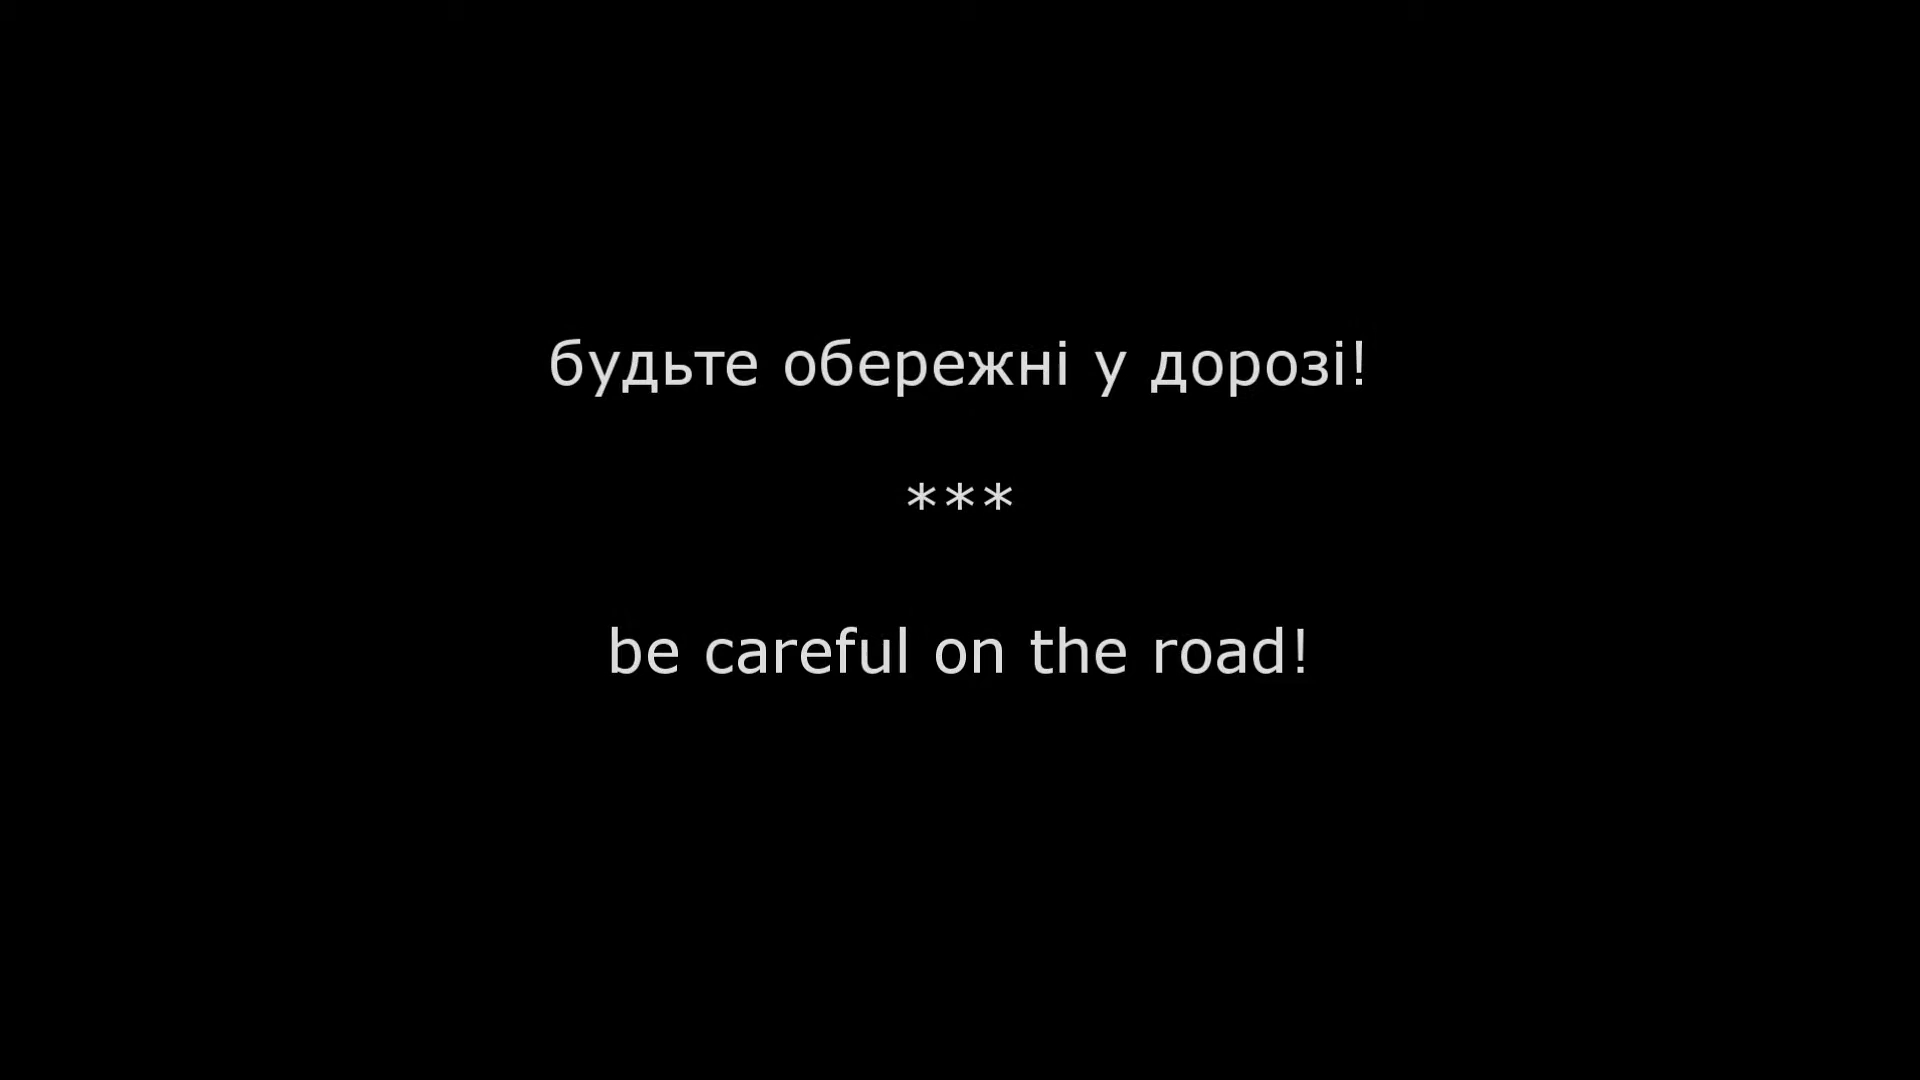 будьте обережні у дорозі!
***
be careful on the road!